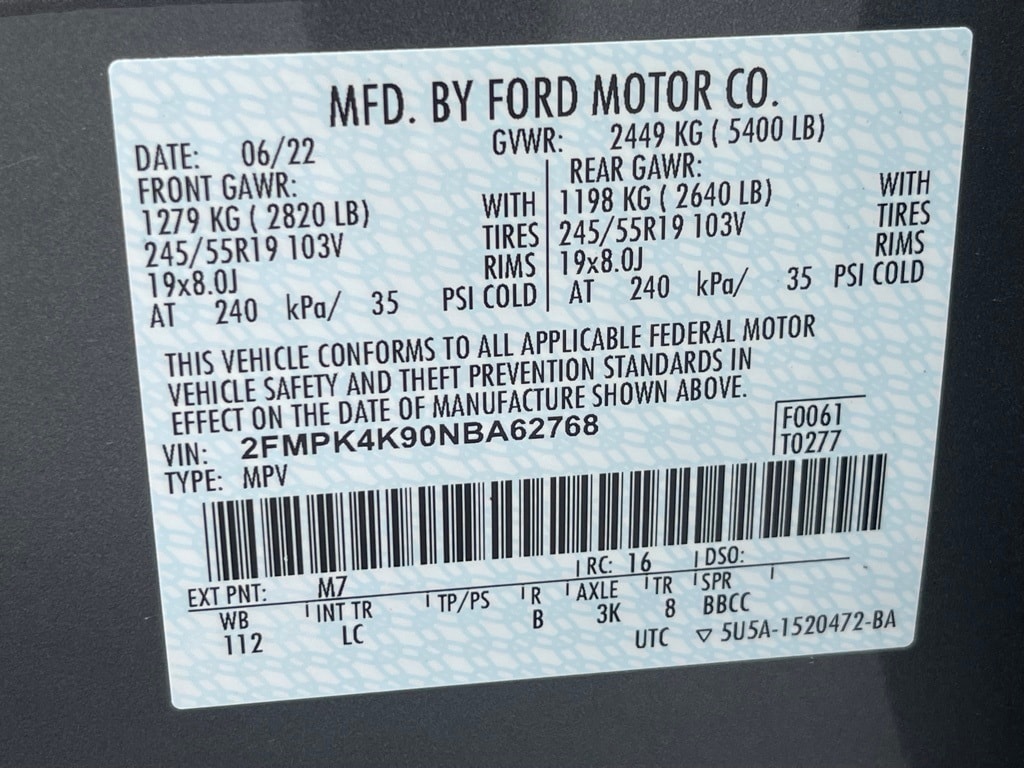 MFD. BY FORD MOTOR CO.
DATE: 06/22 GVWR: 2449 KG ( 5400 LB)
FRONT GAWR: REAR GAWR:
1279 KG ( 2820 LB) WITH 1198 KG ( 2640 LB) WITH
245/55R19 103V TIRES 245/55R19 103V TIRES
19x8.0J RIMS 19x8.0J RIMS
AT 240 kPa/ 35 PSI COLD AT 240 kPa/ 35 PSI COLD
THIS VEHICLE CONFORMS TO ALL APPLICABLE FEDERAL MOTOR
VEHICLE SAFETY AND THEFT PREVENTION STANDARDS IN
EFFECT ON THE DATE OF MANUFACTURE SHOWN ABOVE.
VIN: 2FMPK4K90NBA62768 F0061
TYPE: MPV T0277
EXT PNT: M7 RC: 16 DSO:
WB INT TR TP/PS R AXLE TR SPR
112 LC B 3K 8 BBCC
UTC ▽ 5U5A-1520472-BA